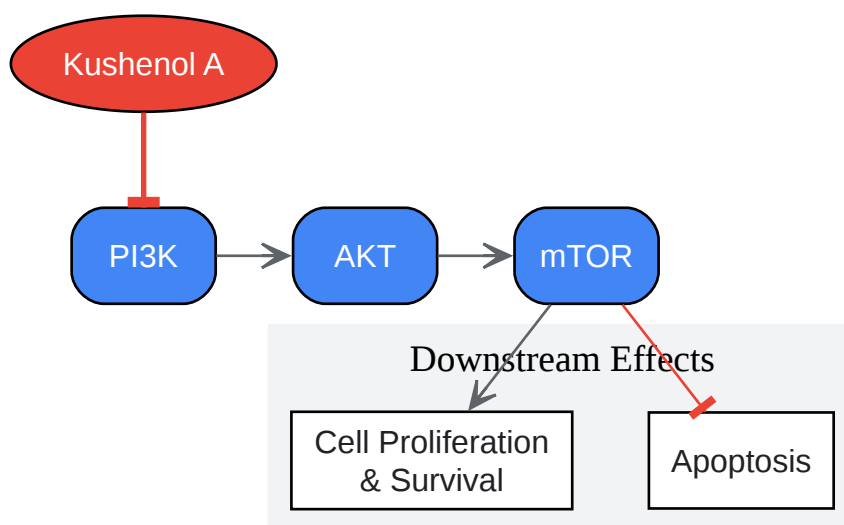 Kushenol A
PI3K
AKT
mTOR
Downstream Effects
Cell Proliferation
& Survival
Apoptosis